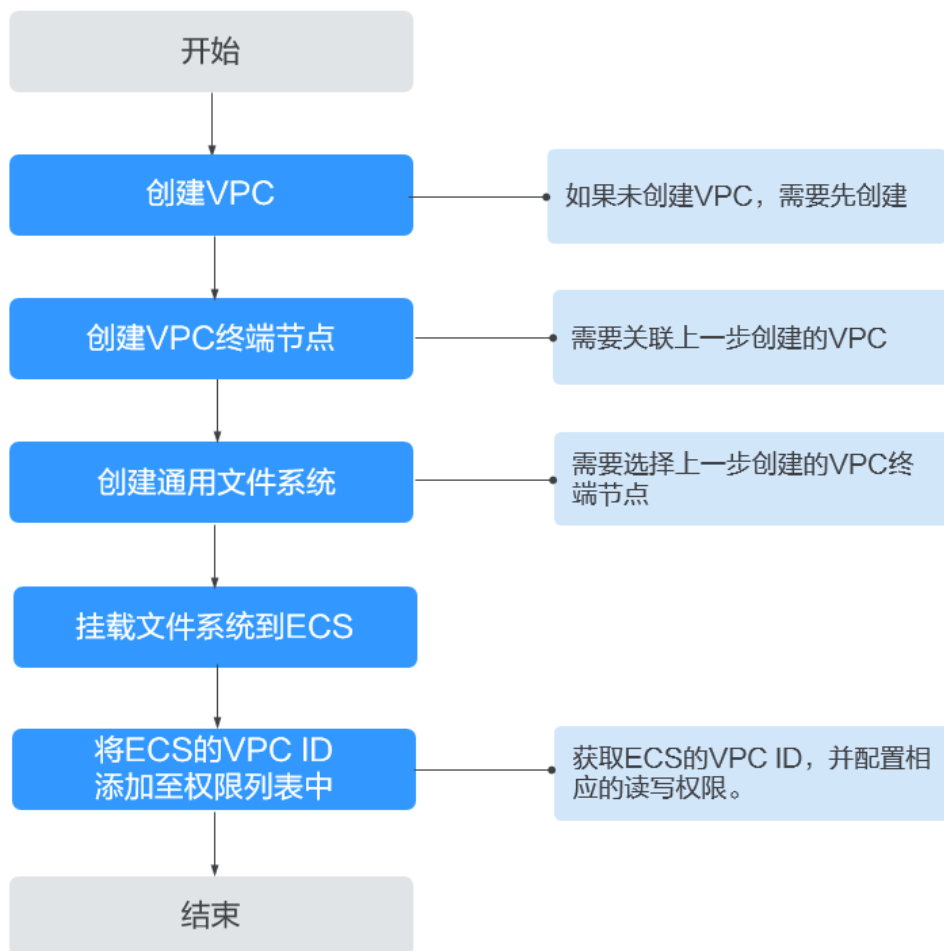 开始
创建VPC
如果未创建VPC，需要先创建
创建VPC终端节点
需要关联上一步创建的VPC
创建通用文件系统
需要选择上一步创建的VPC终
端节点
挂载文件系统到ECS
将ECS的VPC ID
添加至权限列表中
获取ECS的VPC ID，并配置相
应的读写权限。
结束